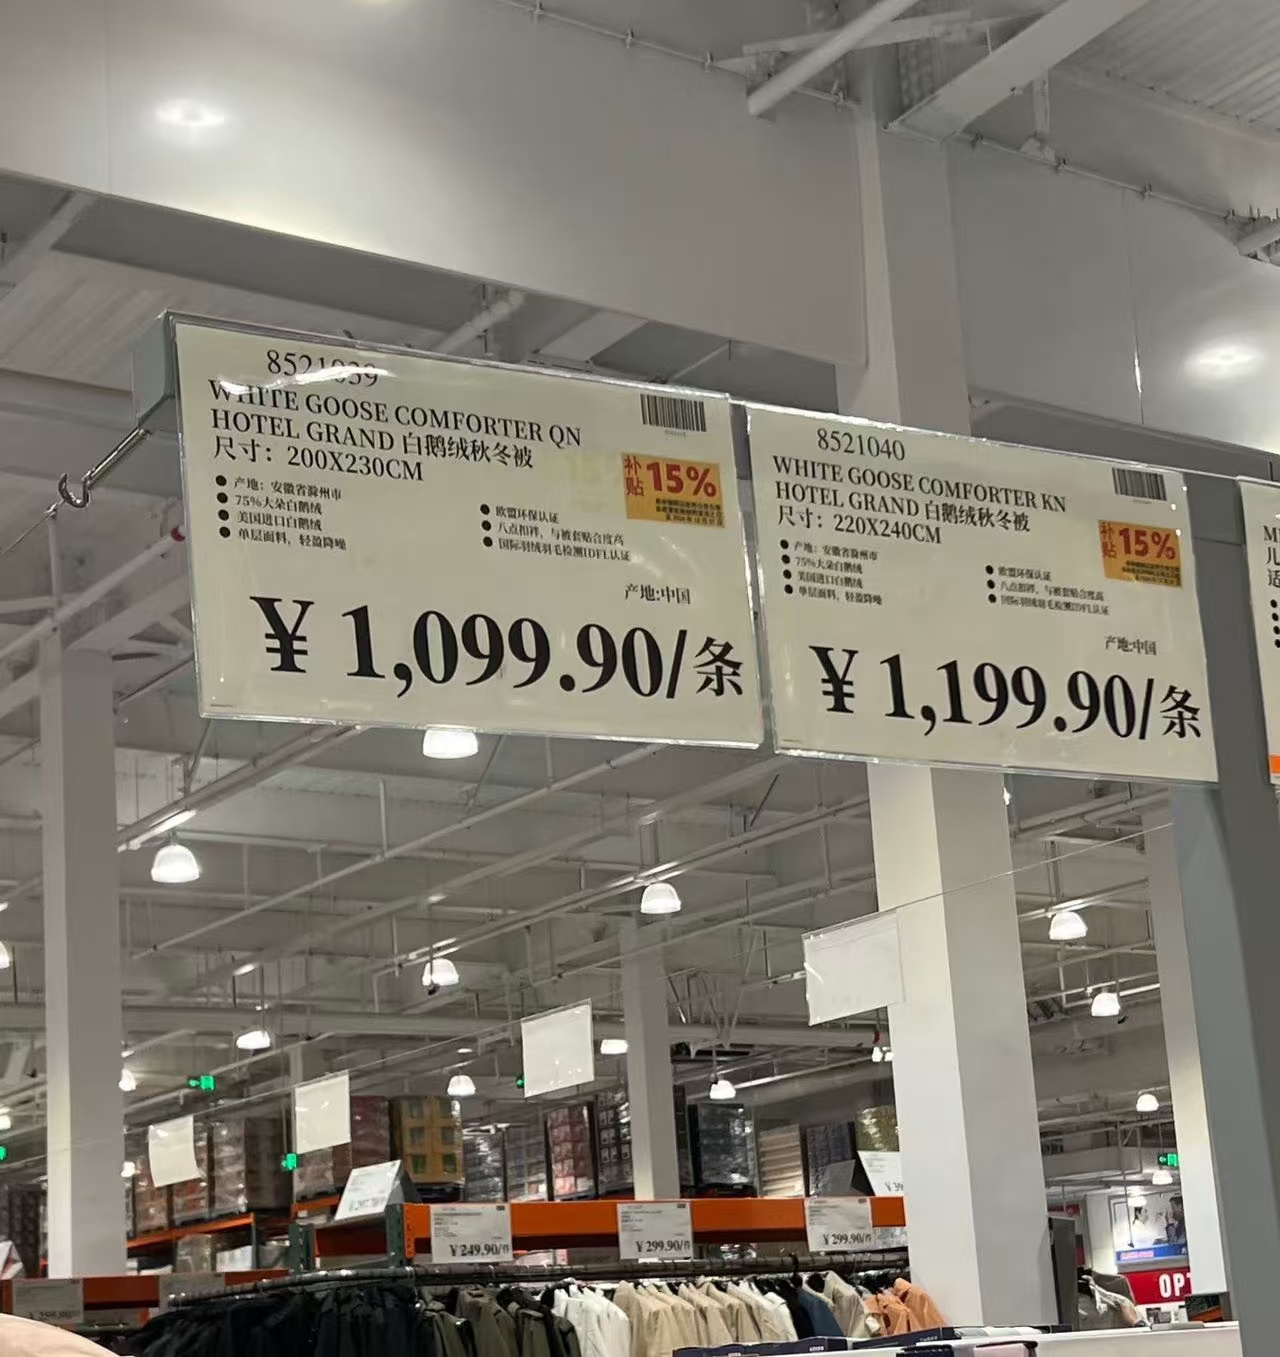 8521039
WHITE GOOSE COMFORTER QN
HOTEL GRAND 白鹅绒秋冬被
尺寸：200X230CM
补贴 15%
● 产地：安徽省滁州市
● 75%大朵白鹅绒
● 美国进口白鹅绒
● 单层面料，轻盈降噪
● 欧盟环保认证
● 八点扣袢，与被套贴合度高
● 国际羽绒羽毛检测IDFL认证
产地:中国
¥ 1,099.90/条
8521040
WHITE GOOSE COMFORTER KN
HOTEL GRAND 白鹅绒秋冬被
尺寸：220X240CM
补贴 15%
● 产地：安徽省滁州市
● 75%大朵白鹅绒
● 美国进口白鹅绒
● 单层面料，轻盈降噪
● 欧盟环保认证
● 八点扣袢，与被套贴合度高
● 国际羽绒羽毛检测IDFL认证
产地:中国
¥ 1,199.90/条
¥249.90/件
¥299.90/件
¥299.90/件